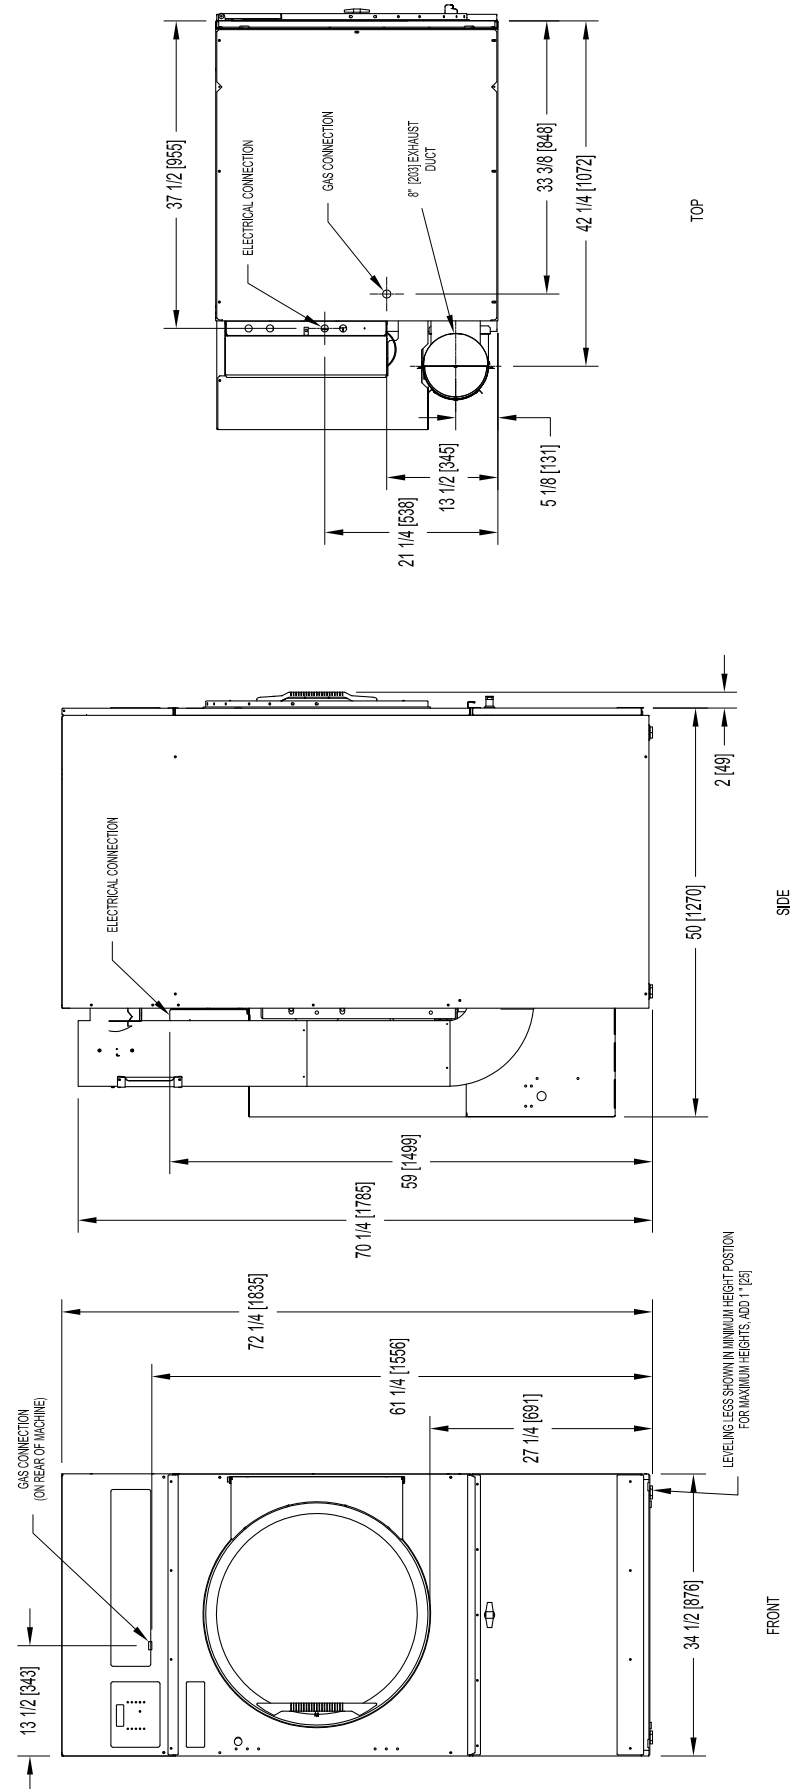 GAS CONNECTION
(ON REAR OF MACHINE)
13 1/2 [343]
72 1/4 [1835]
61 1/4 [1556]
27 1/4 [691]
34 1/2 [876]
LEVELING LEGS SHOWN IN MINIMUM HEIGHT POSTION
FOR MAXIMUM HEIGHTS, ADD 1" [25]
FRONT
ELECTRICAL CONNECTION
70 1/4 [1785]
59 [1499]
50 [1270]
2 [49]
SIDE
37 1/2 [955]
ELECTRICAL CONNECTION
GAS CONNECTION
8" [203] EXHAUST
DUCT
33 3/8 [848]
42 1/4 [1072]
21 1/4 [538]
13 1/2 [345]
5 1/8 [131]
TOP